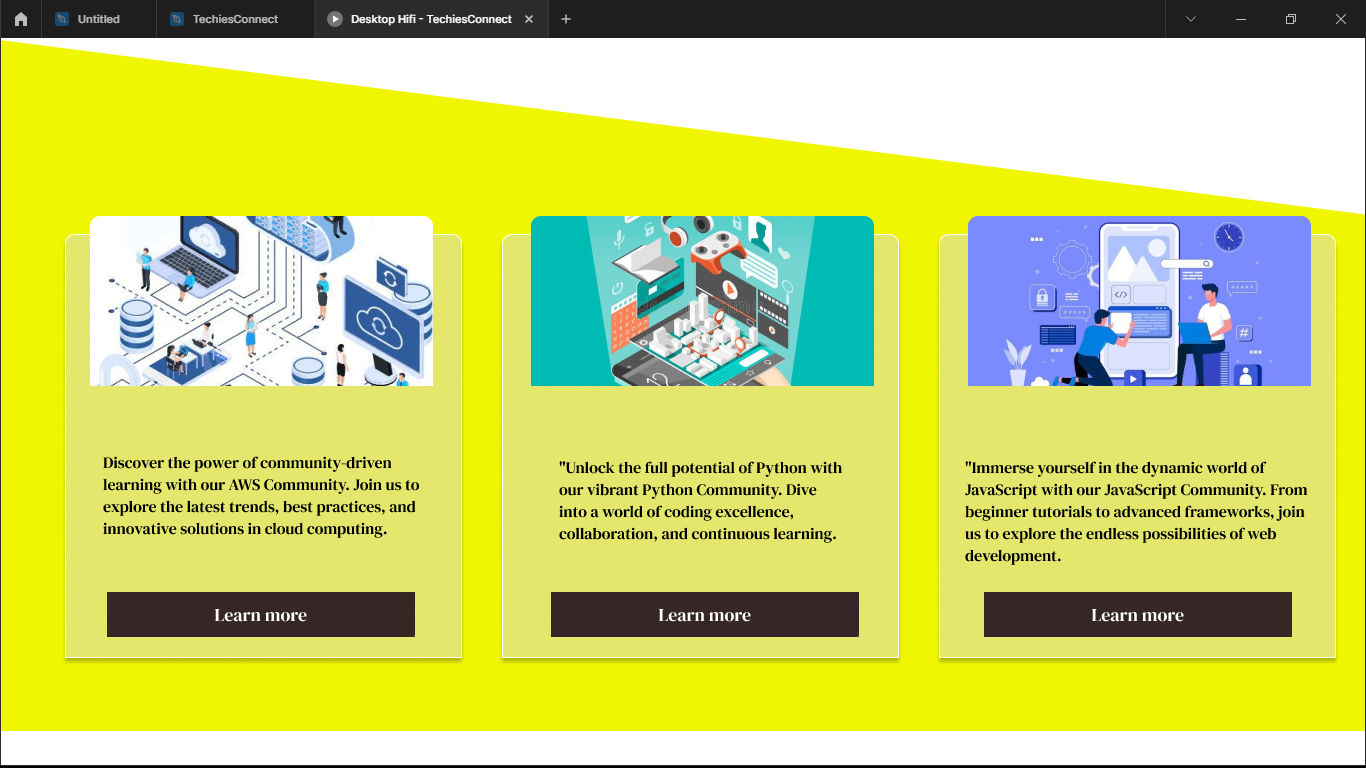 Untitled
TechiesConnect
Desktop Hifi - TechiesConnect
Discover the power of community-driven
learning with our AWS Community. Join us to
explore the latest trends, best practices, and
innovative solutions in cloud computing.
Learn more
"Unlock the full potential of Python with
our vibrant Python Community. Dive
into a world of coding excellence,
collaboration, and continuous learning.
Learn more
"Immerse yourself in the dynamic world of
JavaScript with our JavaScript Community. From
beginner tutorials to advanced frameworks, join
us to explore the endless possibilities of web
development.
Learn more